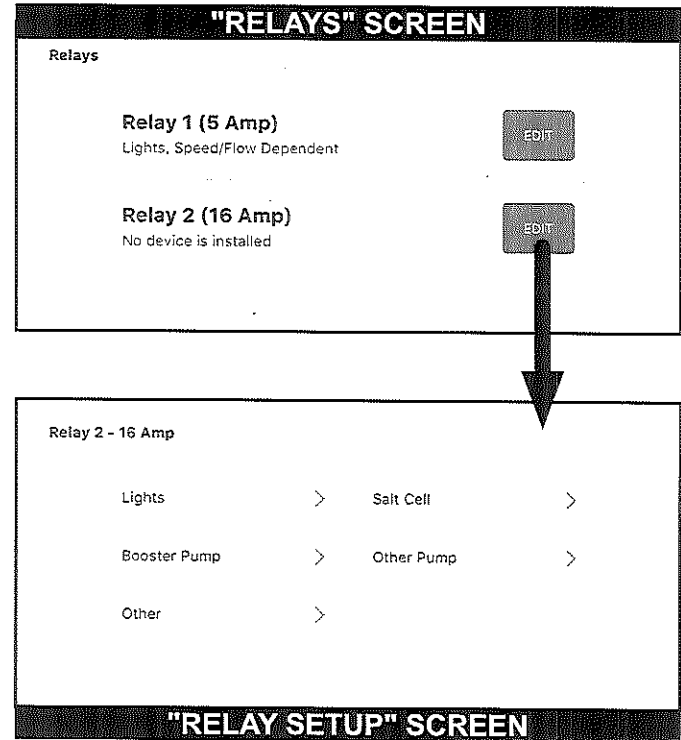 "RELAYS" SCREEN
Relays
Relay 1 (5 Amp)
Lights, Speed/Flow Dependent
EDIT
Relay 2 (16 Amp)
No device is installed
EDIT
Relay 2 - 16 Amp
Lights > Salt Cell >
Booster Pump > Other Pump >
Other >
"RELAY SETUP" SCREEN